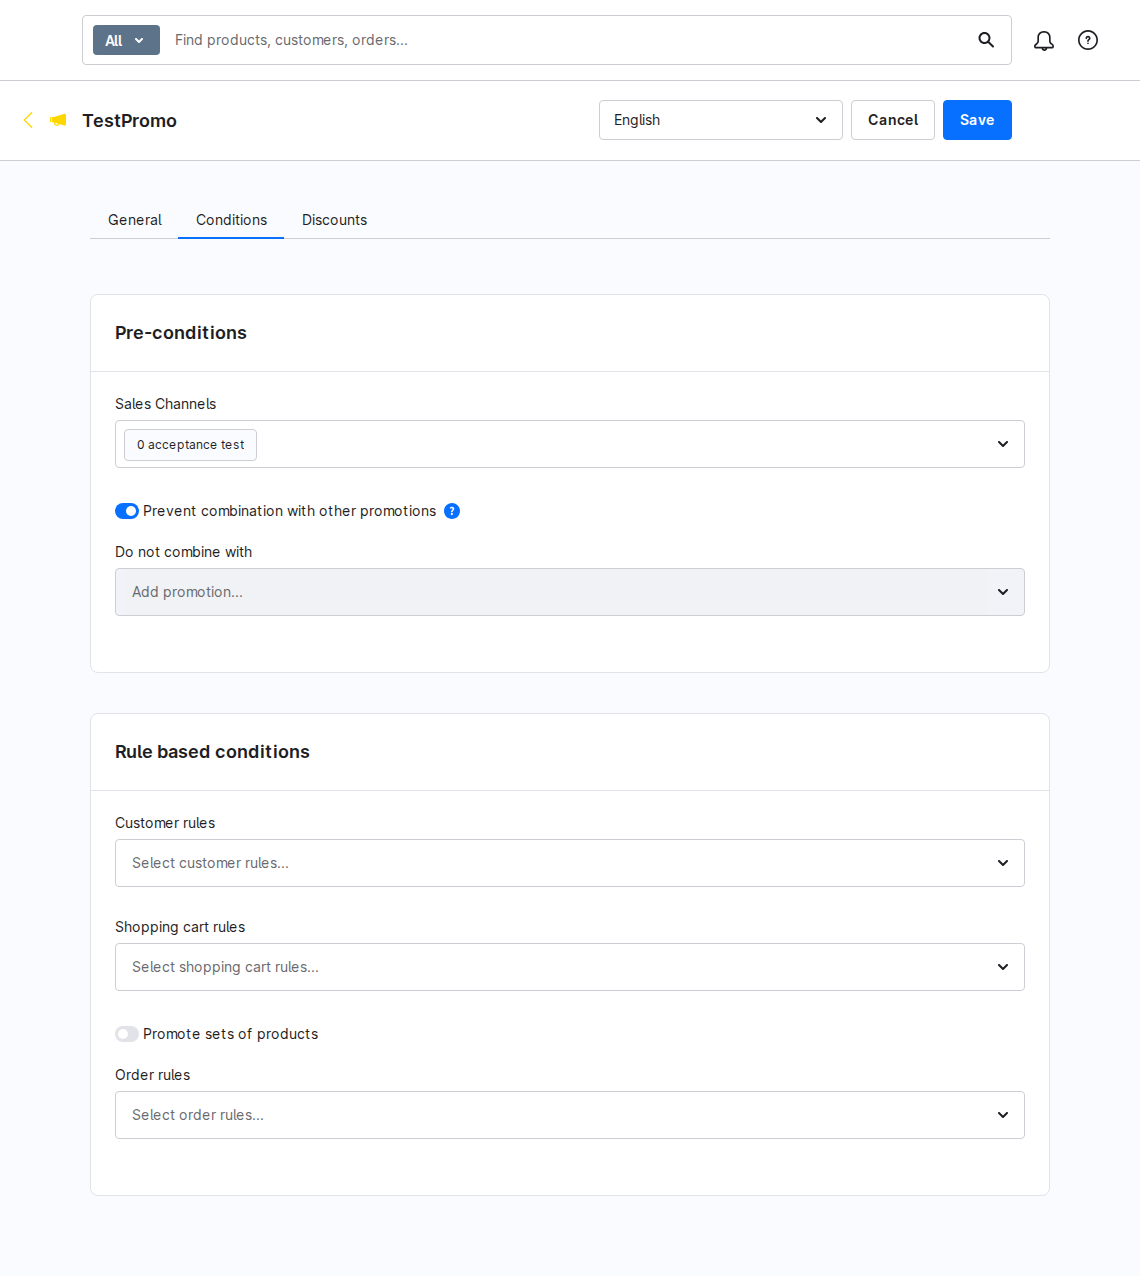 All
Find products, customers, orders...
TestPromo
English
Cancel
Save
General
Conditions
Discounts
Pre-conditions
Sales Channels
0 acceptance test
Prevent combination with other promotions
Do not combine with
Add promotion...
Rule based conditions
Customer rules
Select customer rules...
Shopping cart rules
Select shopping cart rules...
Promote sets of products
Order rules
Select order rules...